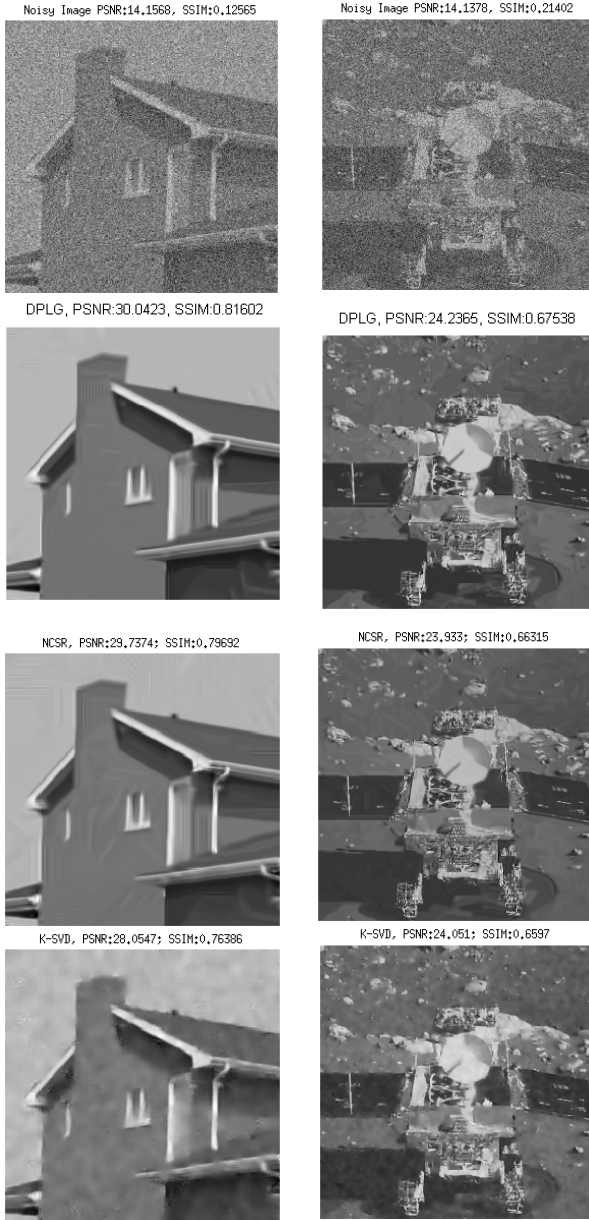 Noisy Image PSNR:14.1568, SSIM:0.12565
Noisy Image PSNR:14.1378, SSIM:0.21402
DPLG, PSNR:30.0423, SSIM:0.81602
DPLG, PSNR:24.2365, SSIM:0.67538
NCSR, PSNR:29.7374; SSIM:0.79692
NCSR, PSNR:23.933; SSIM:0.66315
K-SVD, PSNR:28.0547; SSIM:0.76386
K-SVD, PSNR:24.051; SSIM:0.6597